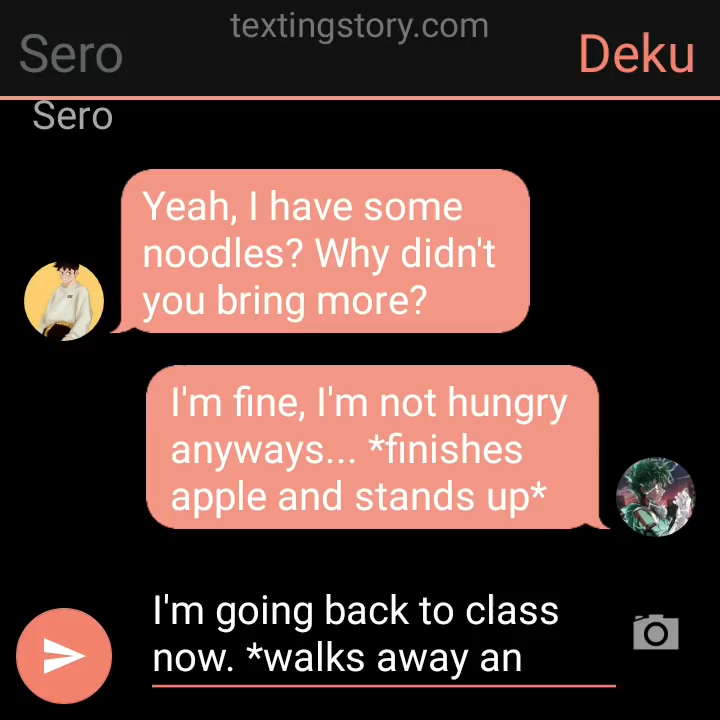 textingstory.com
Sero
Deku
Sero
Yeah, I have some
noodles? Why didn't
you bring more?
I'm fine, I'm not hungry
anyways... *finishes
apple and stands up*
I'm going back to class
now. *walks away an